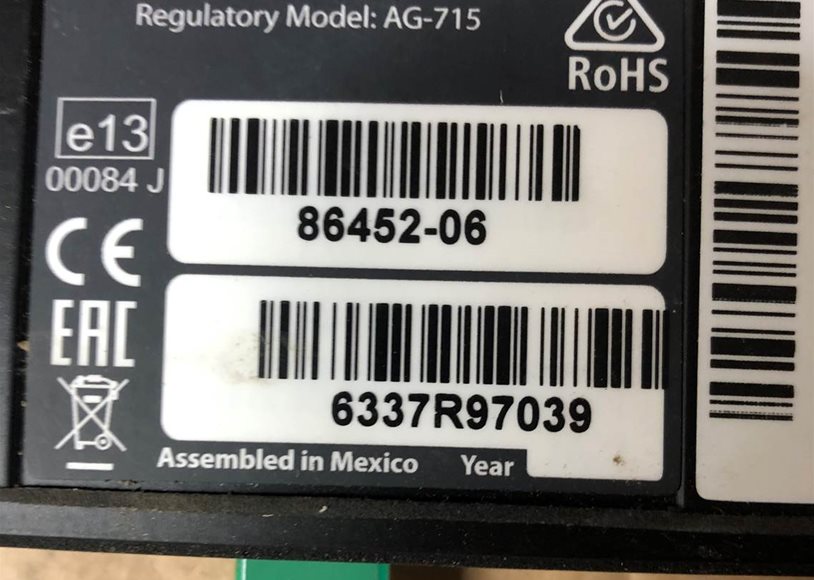 Regulatory Model: AG-715
RoHS
e13
00084 J
86452-06
CE
EAC
6337R97039
Assembled in Mexico Year